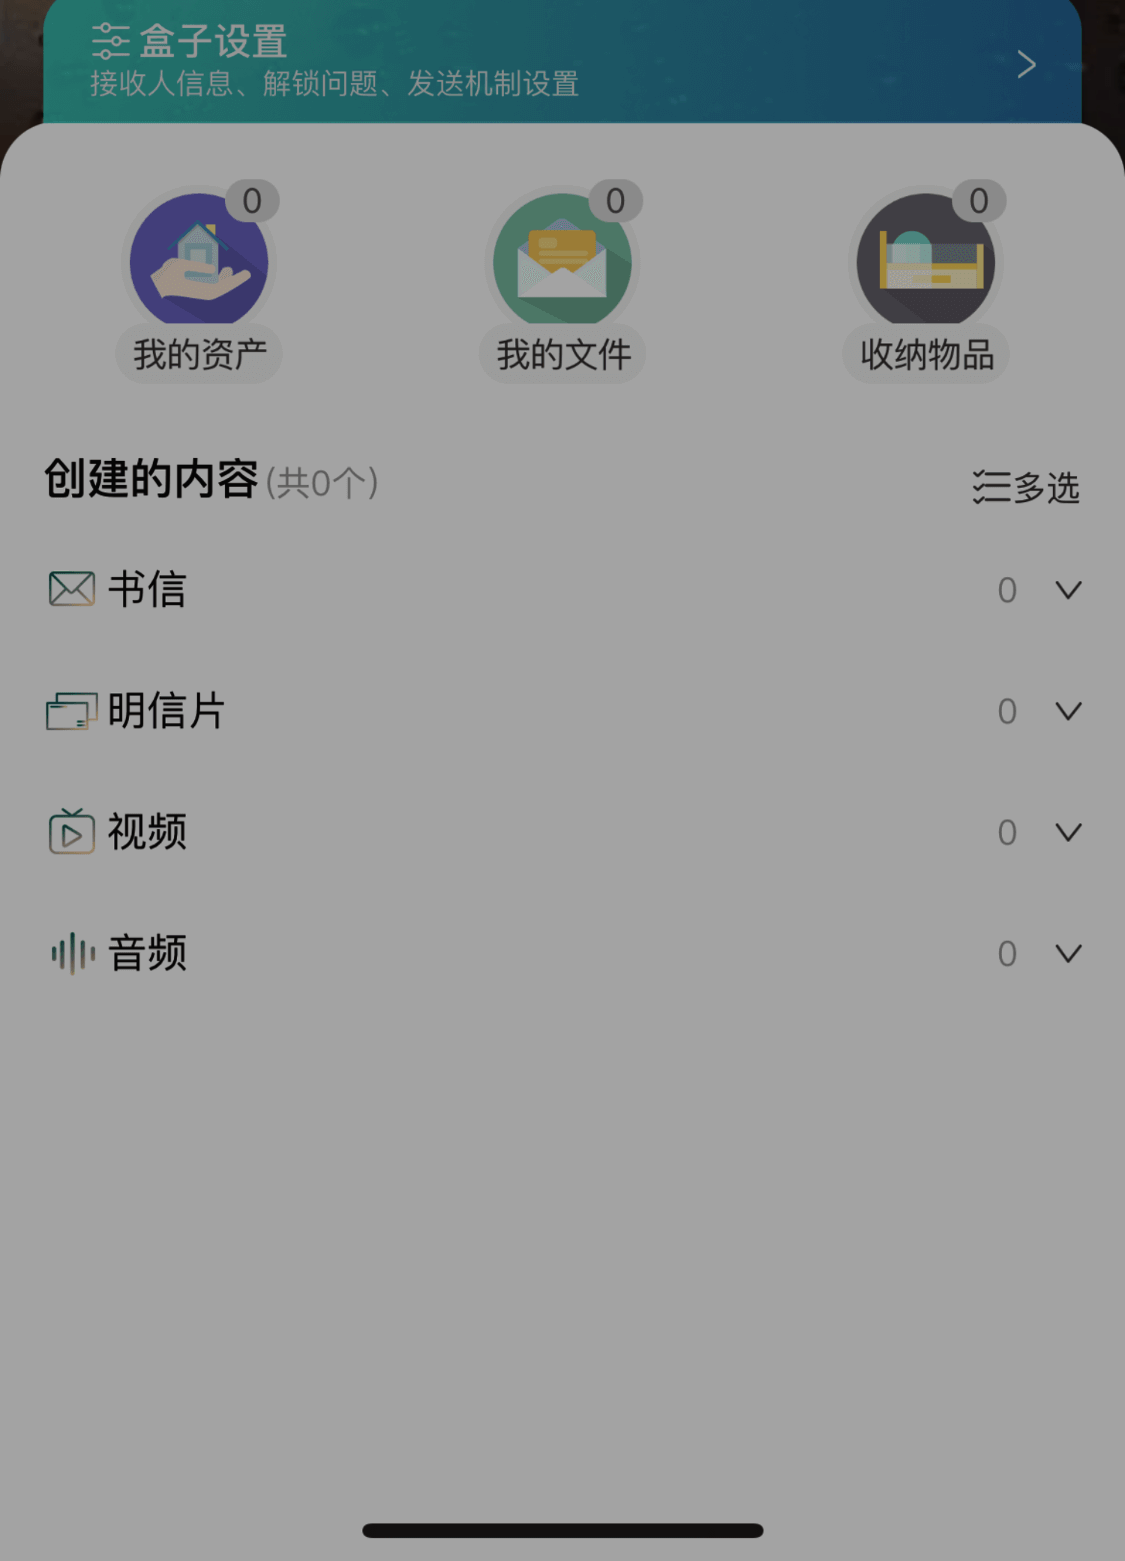 盒子设置
接收人信息、解锁问题、发送机制设置
0
0
0
我的资产
我的文件
收纳物品
创建的内容(共0个)
多选
书信
0
明信片
0
视频
0
音频
0